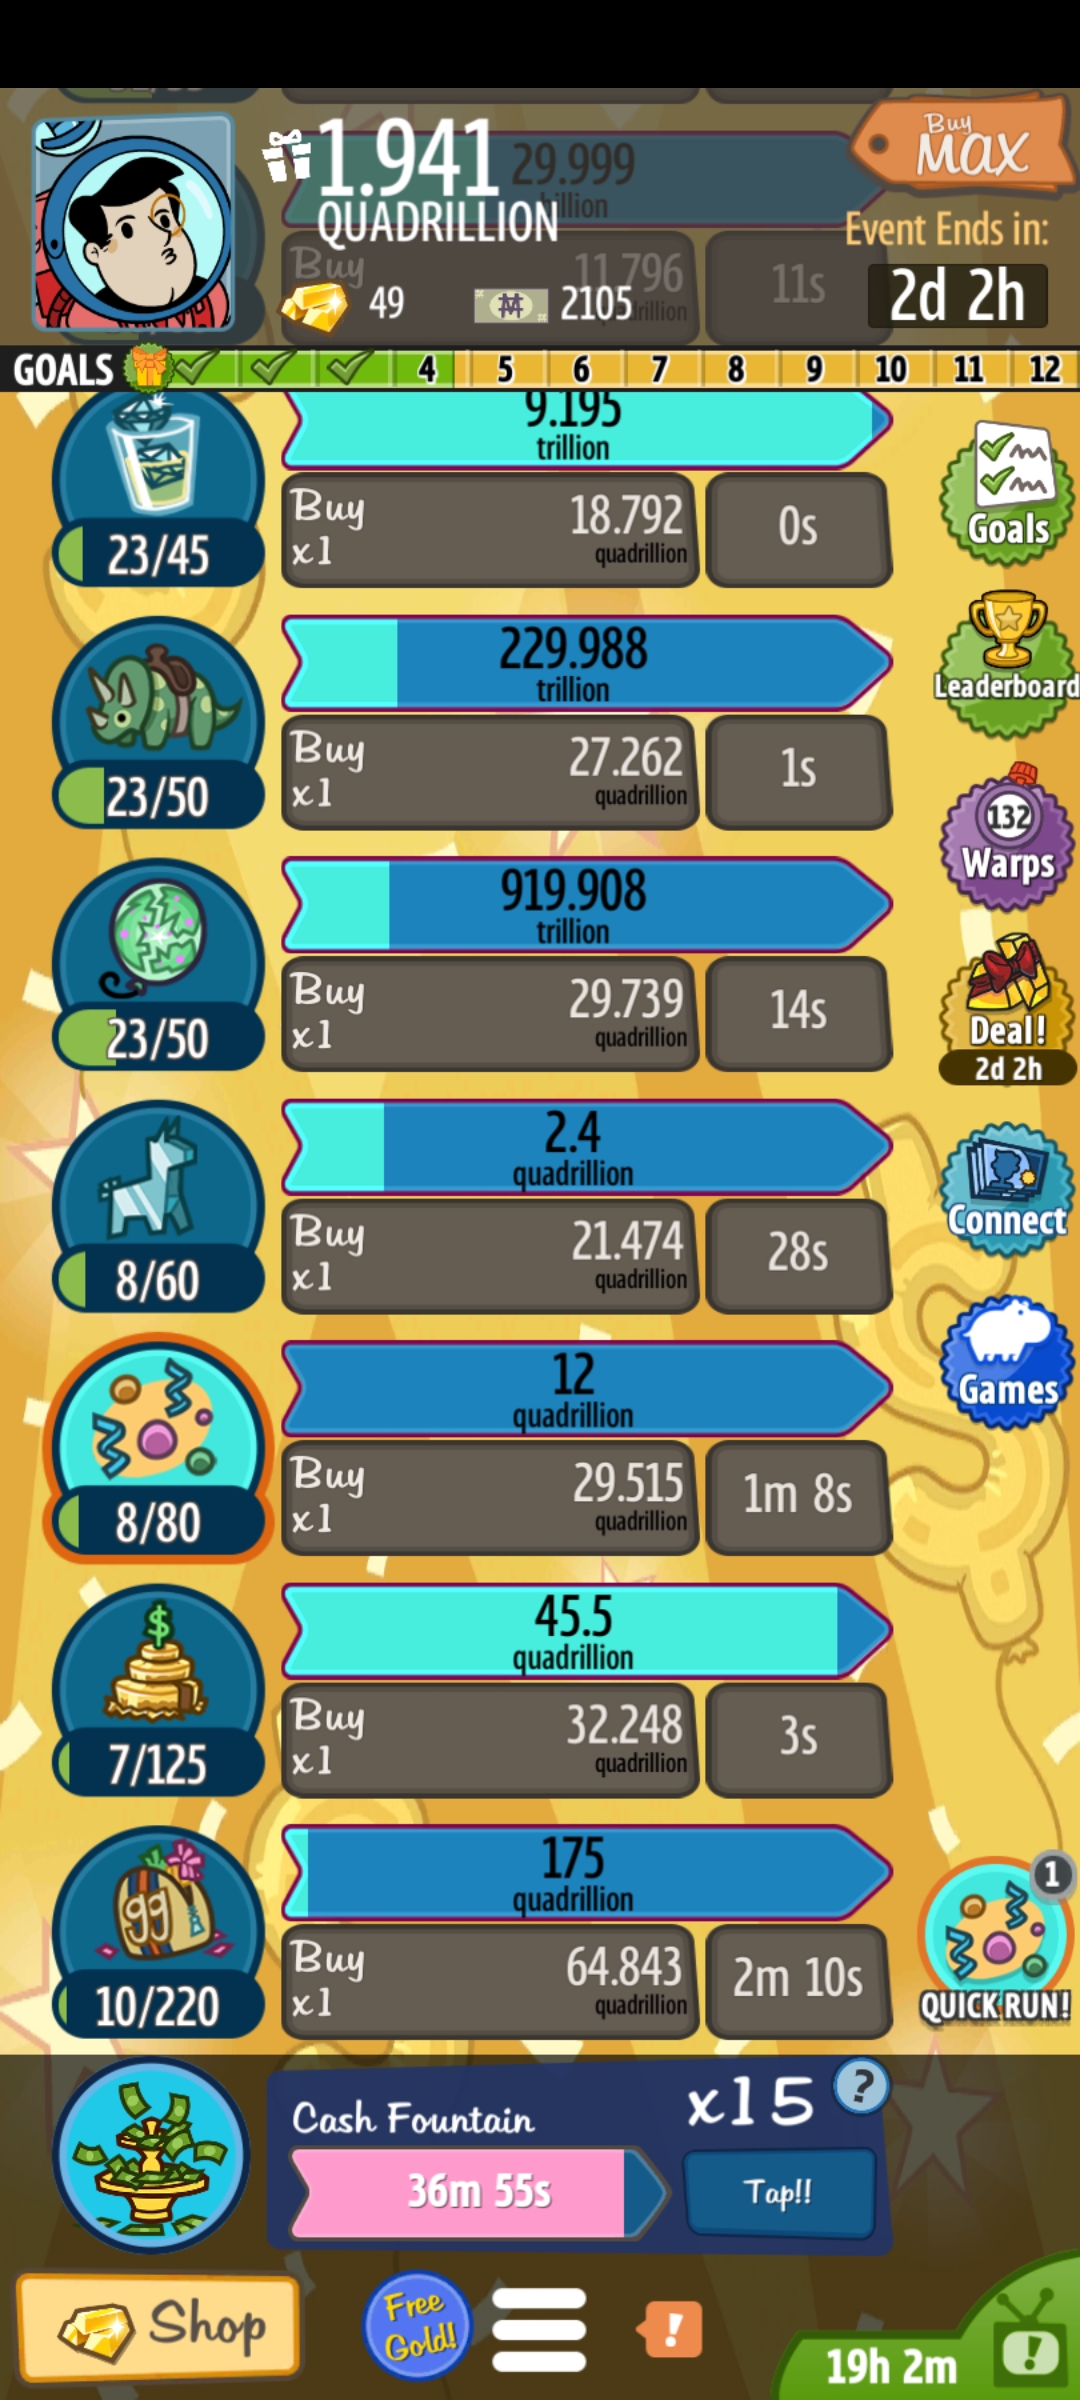 1.941
QUADRILLION
29.999
Buy
11.796
11s
49
2105
Buy
MAX
Event Ends in:
2d 2h
GOALS 4 5 6 7 8 9 10 11 12
9.195
trillion
23/45
Buy
x1
18.792
quadrillion
0s
229.988
trillion
23/50
Buy
x1
27.262
quadrillion
1s
919.908
trillion
23/50
Buy
x1
29.739
quadrillion
14s
2.4
quadrillion
8/60
Buy
x1
21.474
quadrillion
28s
12
quadrillion
8/80
Buy
x1
29.515
quadrillion
1m 8s
$
45.5
quadrillion
7/125
Buy
x1
32.248
quadrillion
3s
99
175
quadrillion
10/220
Buy
x1
64.843
quadrillion
2m 10s
Goals
Leaderboard
132
Warps
Deal!
2d 2h
Connect
Games
1
QUICK RUN!
Cash Fountain
x15
?
36m 55s
Tap!!
Shop
Free
Gold!
!
19h 2m
!